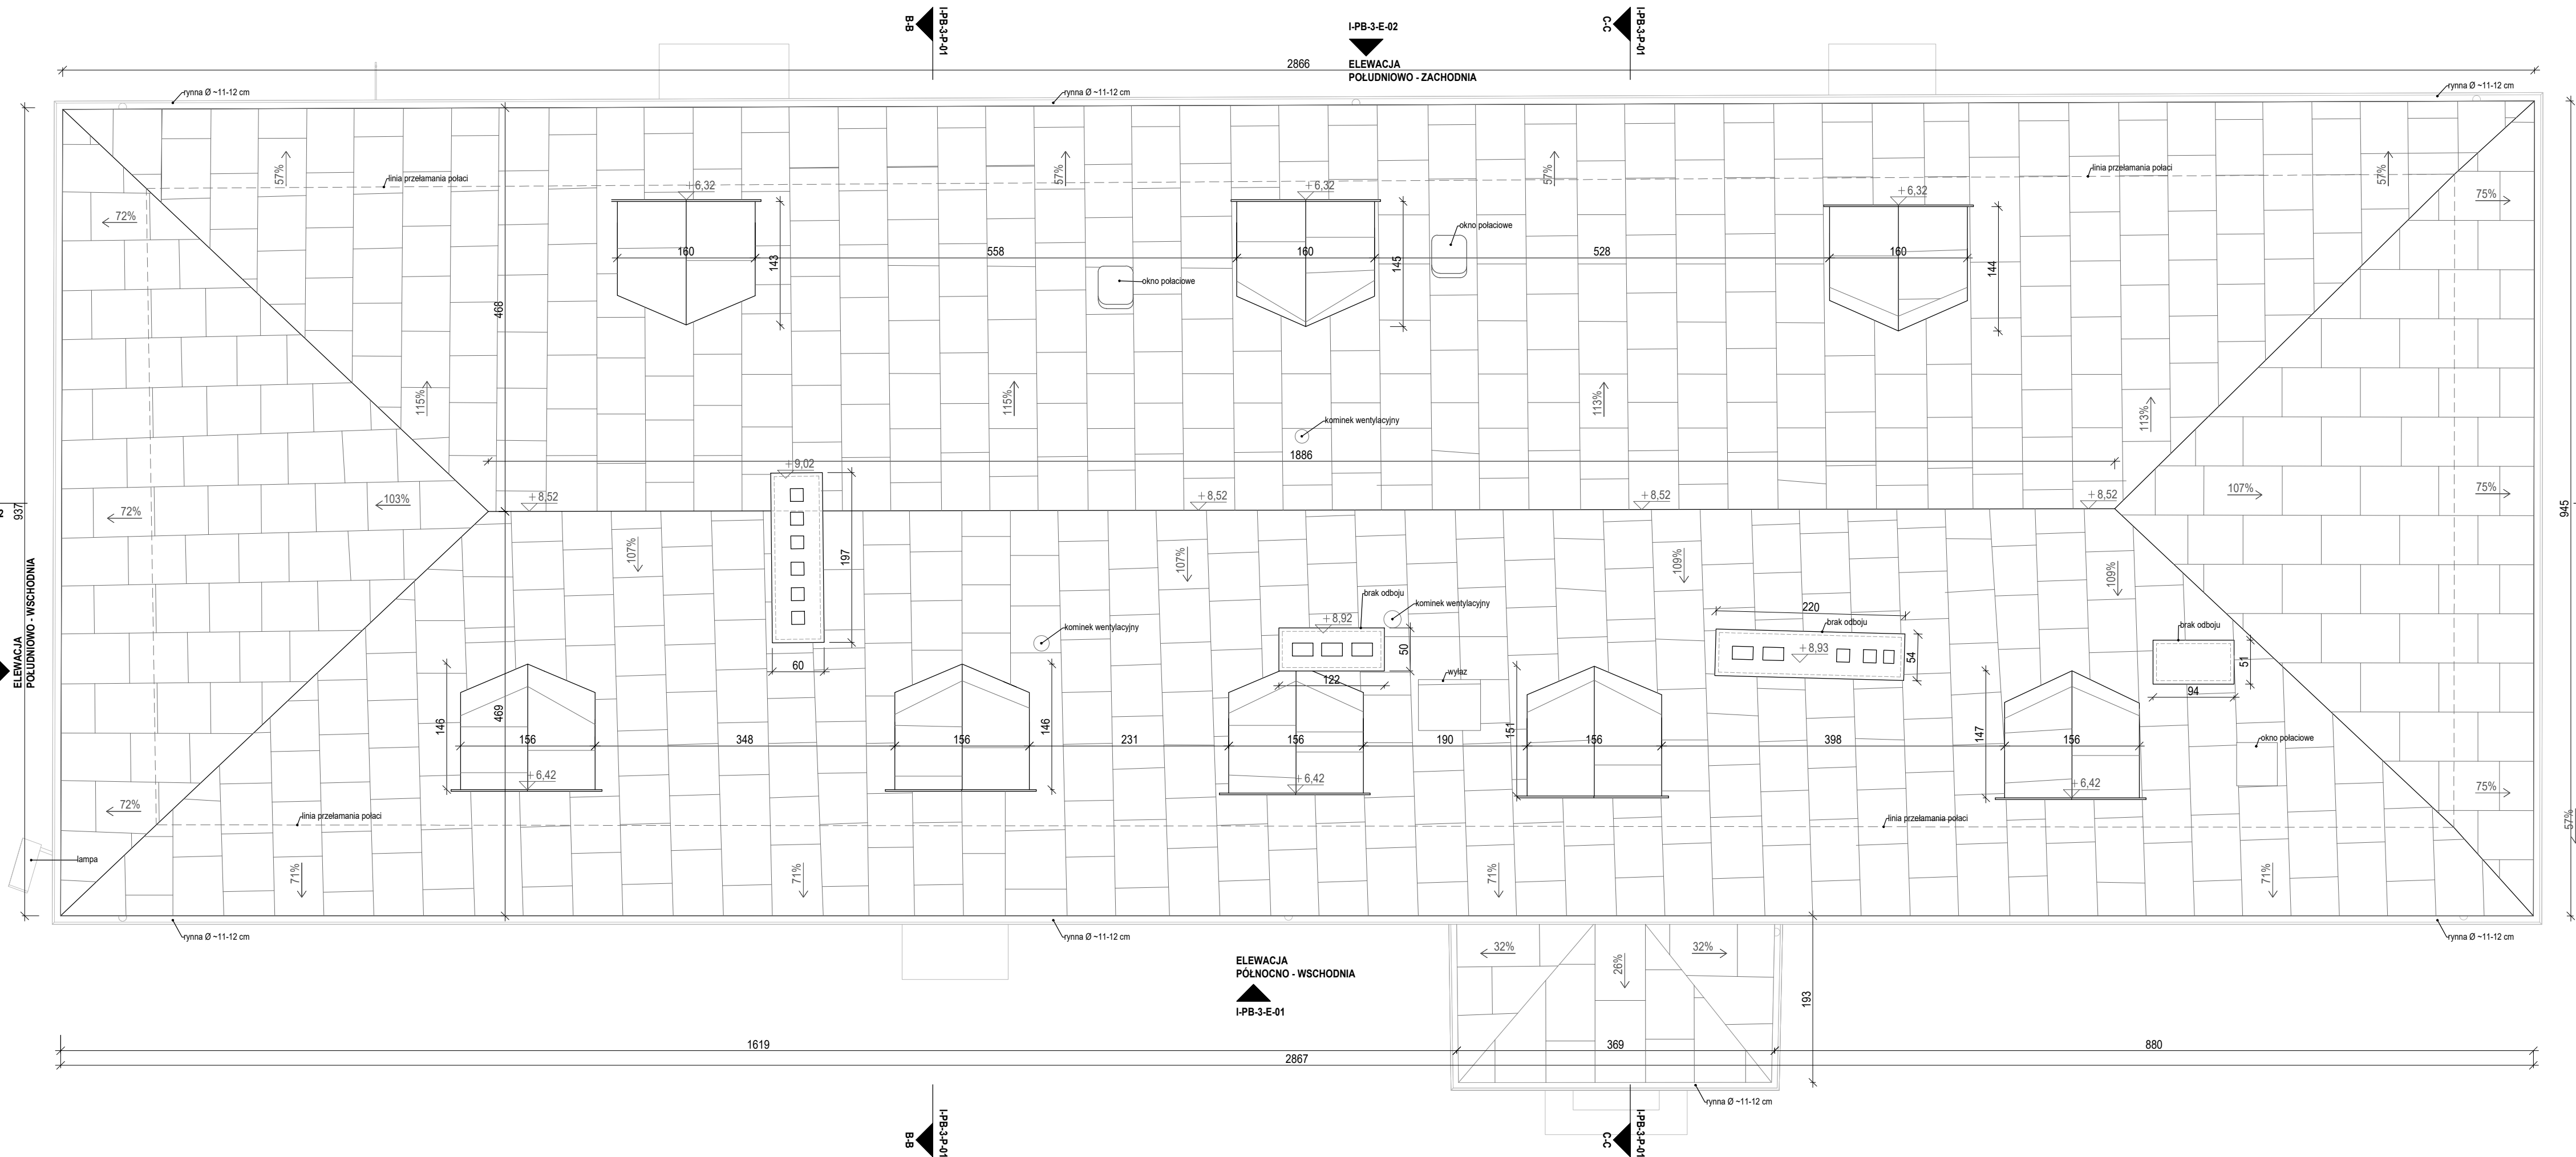 B-B
I-PB-3-P-01
I-PB-3-E-02
C-C
I-PB-3-P-01
2866
ELEWACJA
POŁUDNIOWO - ZACHODNIA
rynna Ø ~11-12 cm
rynna Ø ~11-12 cm
rynna Ø ~11-12 cm
57%
57%
57%
57%
linia przełamania połaci
linia przełamania połaci
+6,32
+6,32
+6,32
72%
75%
okno połaciowe
okno połaciowe
160
558
160
528
160
143
145
144
468
115%
115%
113%
113%
kominek wentylacyjny
1886
+9,02
+8,52
+8,52
+8,52
+8,52
72%
103%
107%
75%
2
937
945
ELEWACJA
POŁUDNIOWO - WSCHODNIA
107%
197
107%
109%
109%
60
kominek wentylacyjny
brak odboju
kominek wentylacyjny
+8,92
50
122
wyłaz
220
brak odboju
+8,93
54
brak odboju
51
94
146
469
146
151
147
156
348
156
231
156
190
156
398
156
okno połaciowe
+6,42
+6,42
+6,42
72%
75%
linia przełamania połaci
linia przełamania połaci
57%
lampa
71%
71%
71%
71%
rynna Ø ~11-12 cm
rynna Ø ~11-12 cm
rynna Ø ~11-12 cm
32%
26%
32%
193
ELEWACJA
PÓŁNOCNO - WSCHODNIA
I-PB-3-E-01
1619
369
880
2867
rynna Ø ~11-12 cm
B-B
I-PB-3-P-01
C-C
I-PB-3-P-01